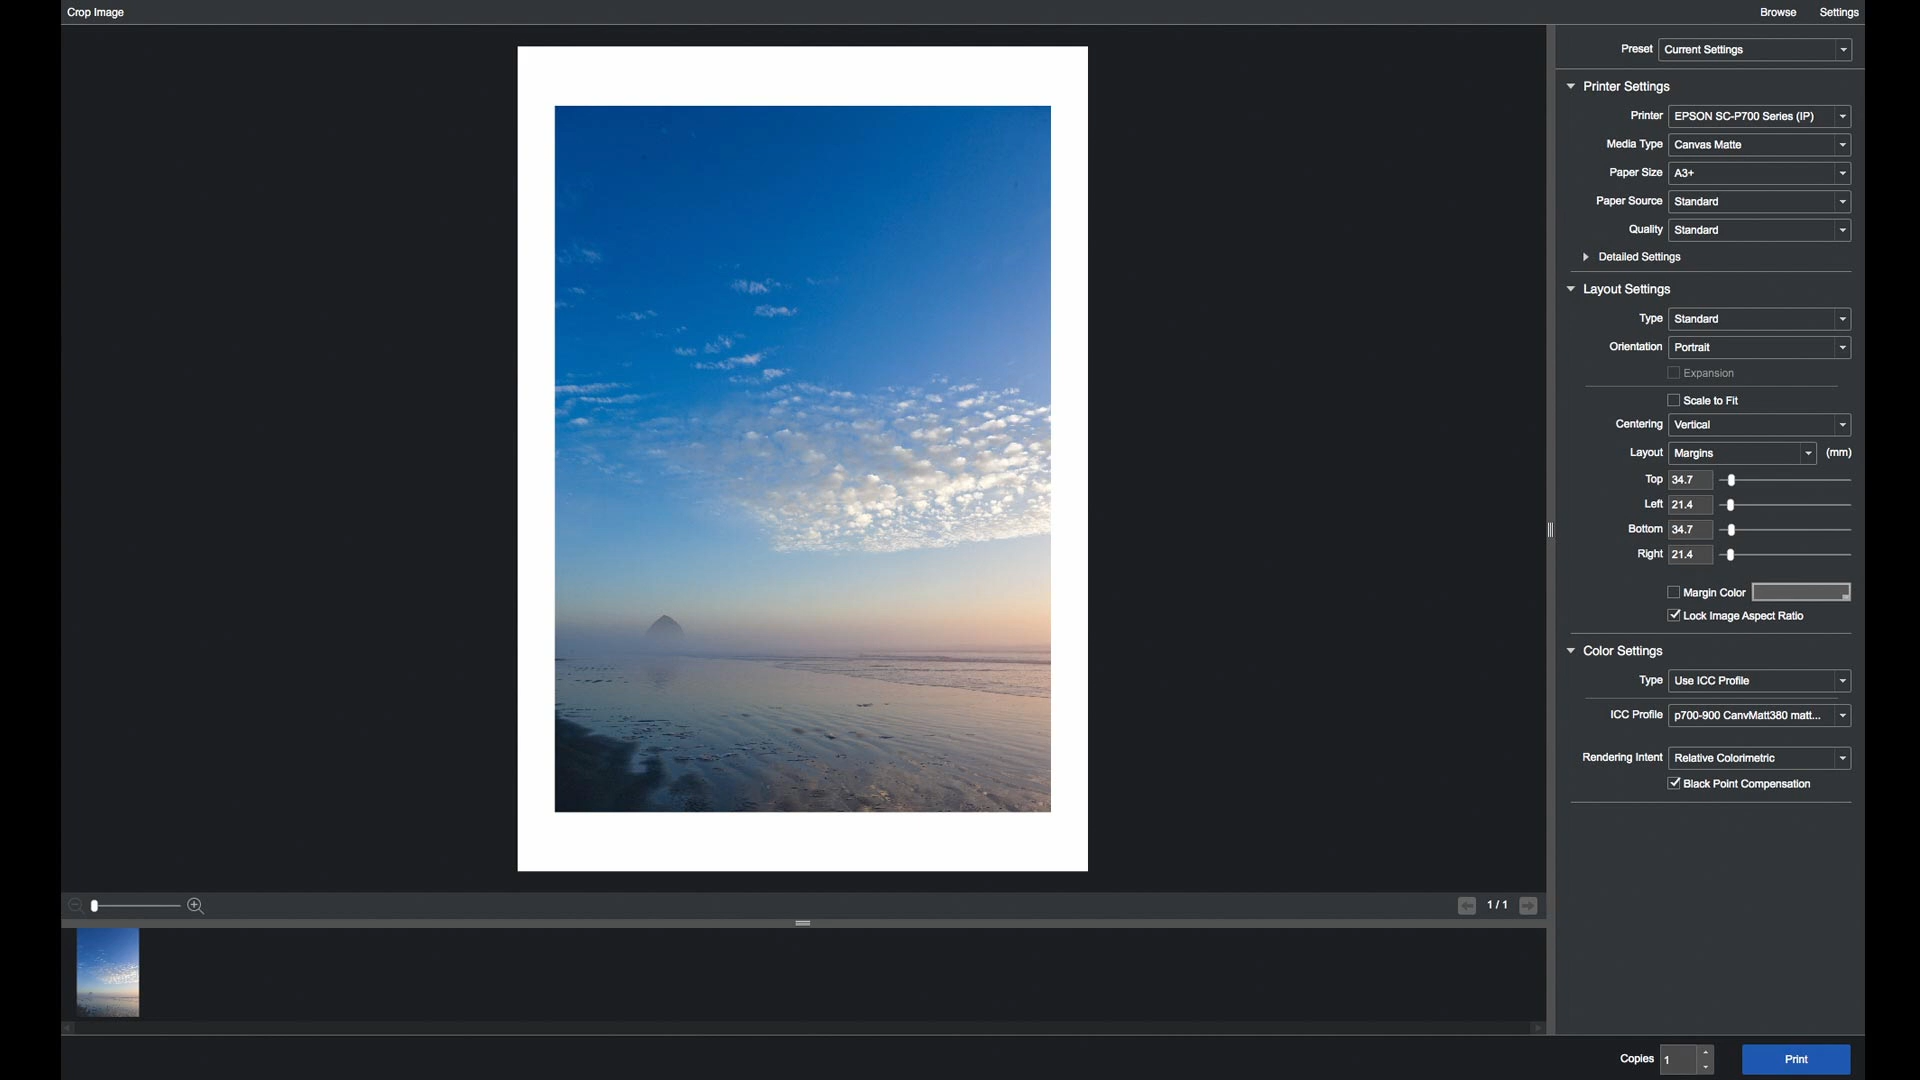 Crop Image
Browse Settings
Preset Current Settings
Printer Settings
Printer EPSON SC-P700 Series (IP)
Media Type Canvas Matte
Paper Size A3+
Paper Source Standard
Quality Standard
Detailed Settings
Layout Settings
Type Standard
Orientation Portrait
Expansion
Scale to Fit
Centering Vertical
Layout Margins (mm)
Top 34.7
Left 21.4
Bottom 34.7
Right 21.4
Margin Color
Lock Image Aspect Ratio
Color Settings
Type Use ICC Profile
ICC Profile p700-900 CanvMatt380 matt...
Rendering Intent Relative Colorimetric
Black Point Compensation
1 / 1
Copies 1 Print